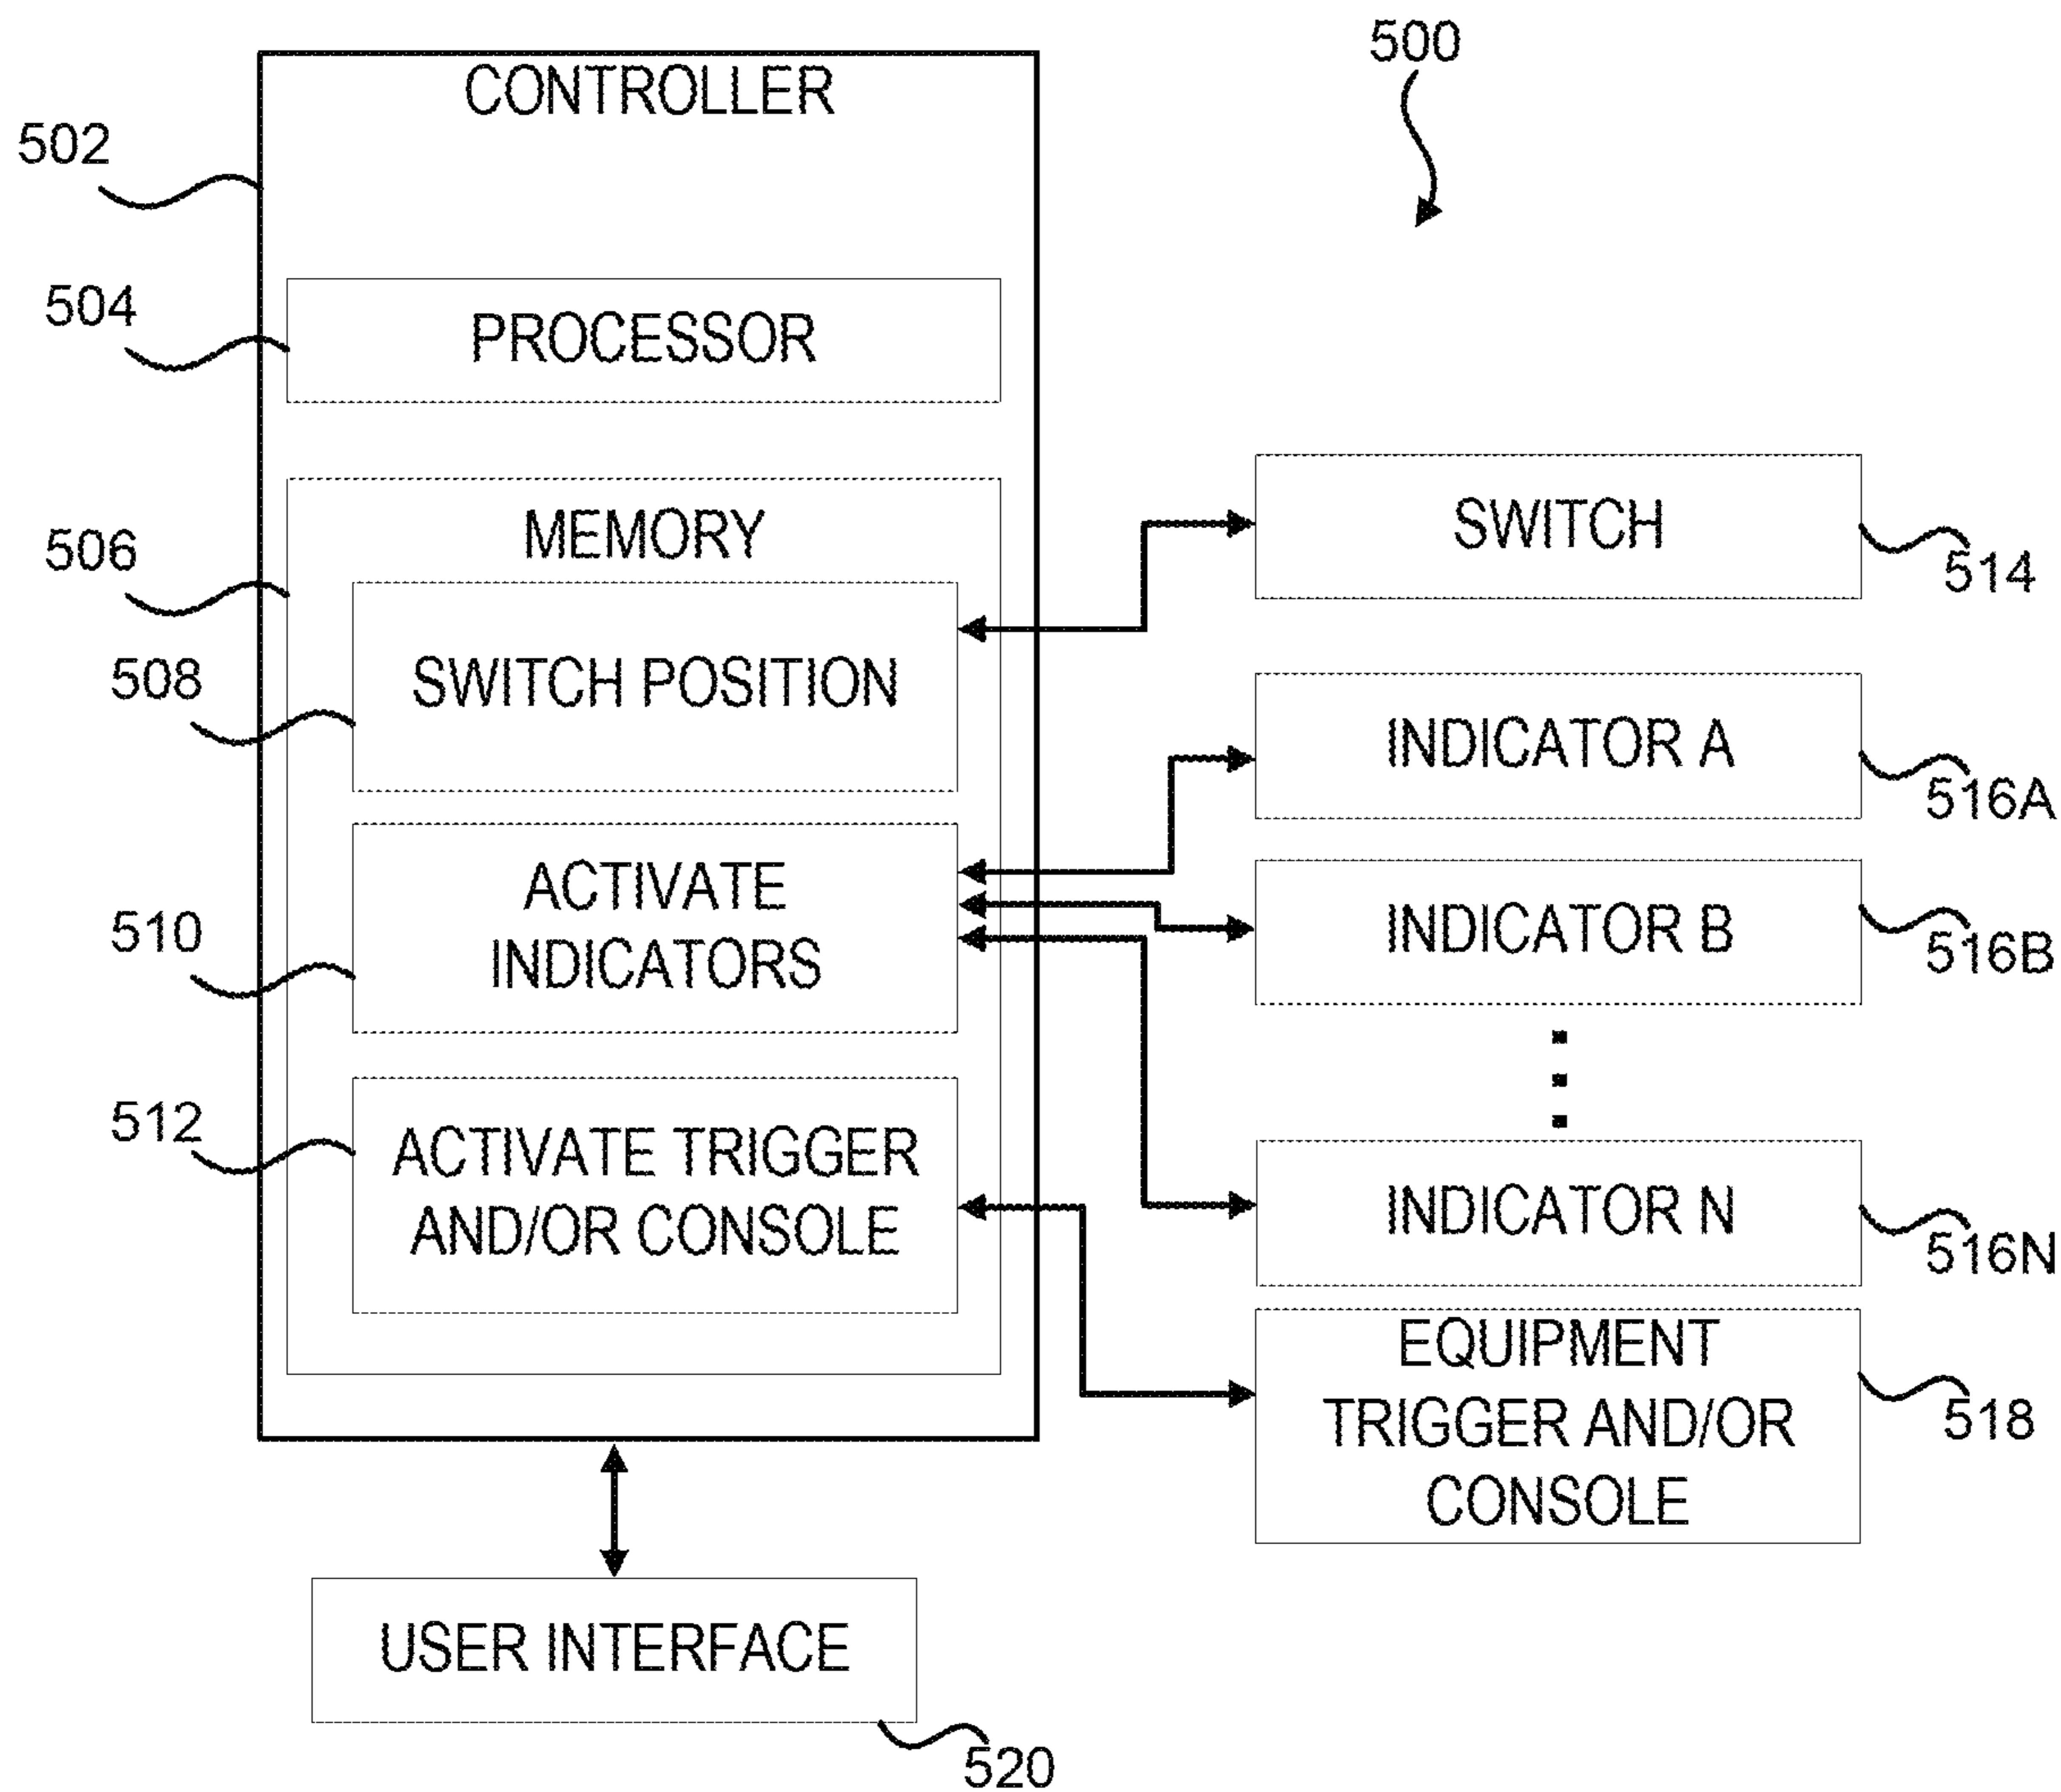 500
CONTROLLER
502
504
PROCESSOR
506
MEMORY
508
SWITCH POSITION
510
ACTIVATE
INDICATORS
512
ACTIVATE TRIGGER
AND/OR CONSOLE
SWITCH
514
INDICATOR A
516A
INDICATOR B
516B
INDICATOR N
516N
EQUIPMENT
TRIGGER AND/OR
CONSOLE
518
USER INTERFACE
520